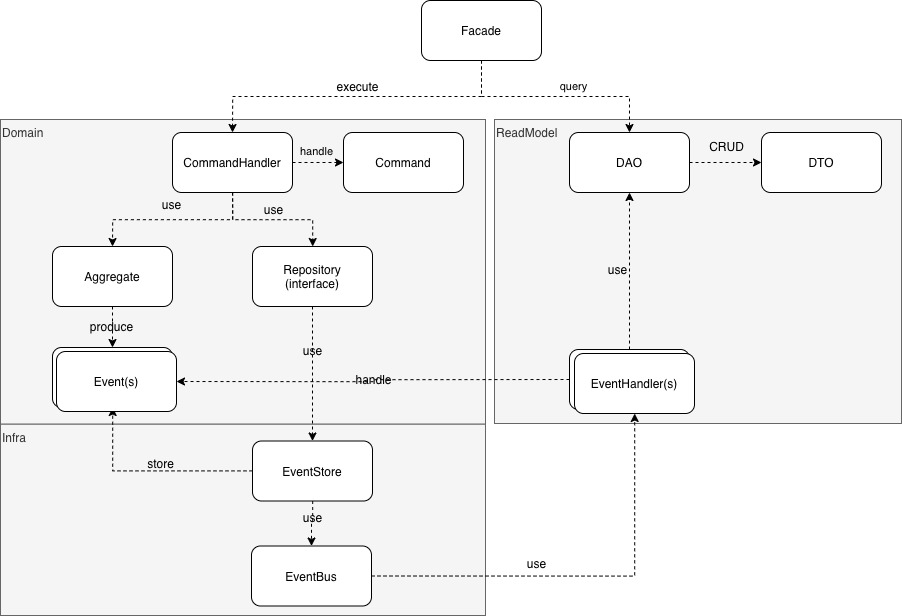 Facade
execute
query
Domain
ReadModel
CommandHandler
handle
Command
DAO
CRUD
DTO
use
use
Aggregate
Repository
(interface)
use
produce
use
Event(s)
handle
EventHandler(s)
Infra
store
EventStore
use
EventBus
use